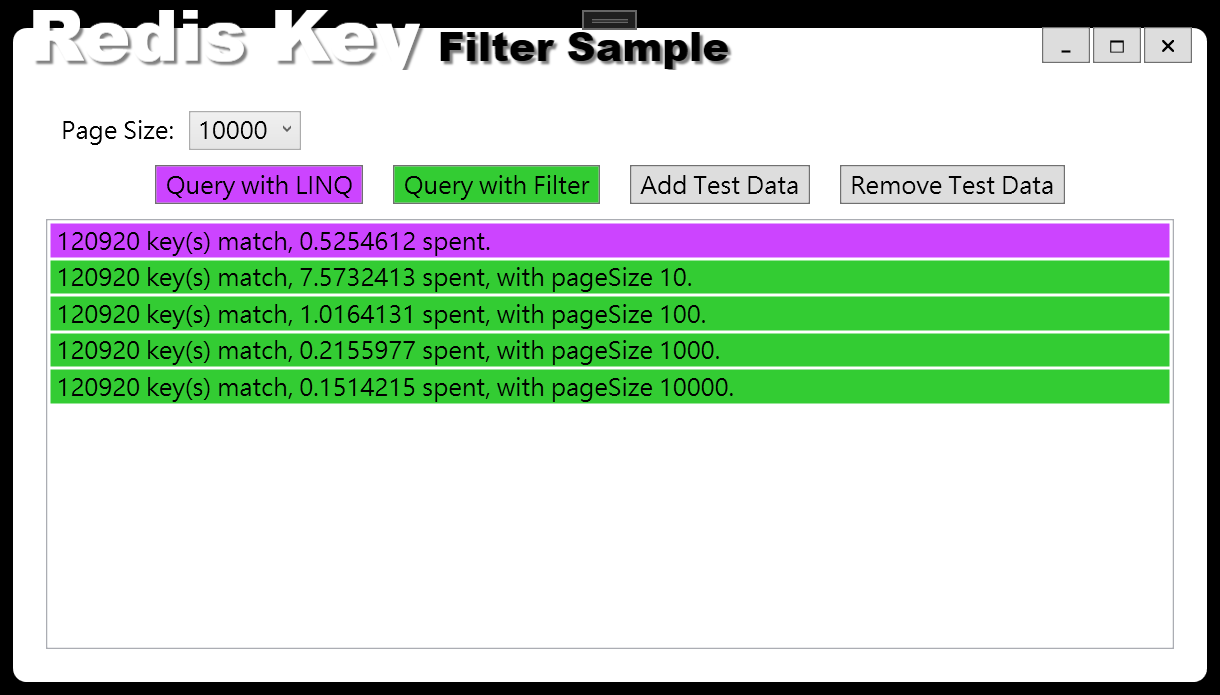 Redis Key Filter Sample
Page Size: 10000
Query with LINQ Query with Filter Add Test Data Remove Test Data
120920 key(s) match, 0.5254612 spent.
120920 key(s) match, 7.5732413 spent, with pageSize 10.
120920 key(s) match, 1.0164131 spent, with pageSize 100.
120920 key(s) match, 0.2155977 spent, with pageSize 1000.
120920 key(s) match, 0.1514215 spent, with pageSize 10000.